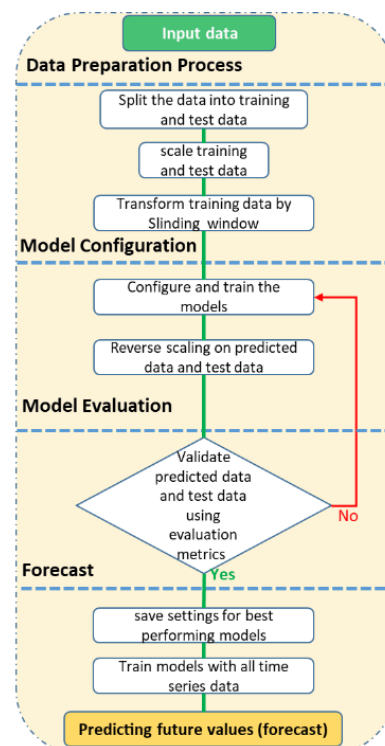 Input data
Data Preparation Process
Split the data into training
and test data
scale training
and test data
Transform training data by
Slinding window
Model Configuration
Configure and train the
models
Reverse scaling on predicted
data and test data
Model Evaluation
Validate
predicted data
and test data
using
evaluation
metrics
No
Forecast
Yes
save settings for best
performing models
Train models with all time
series data
Predicting future values (forecast)